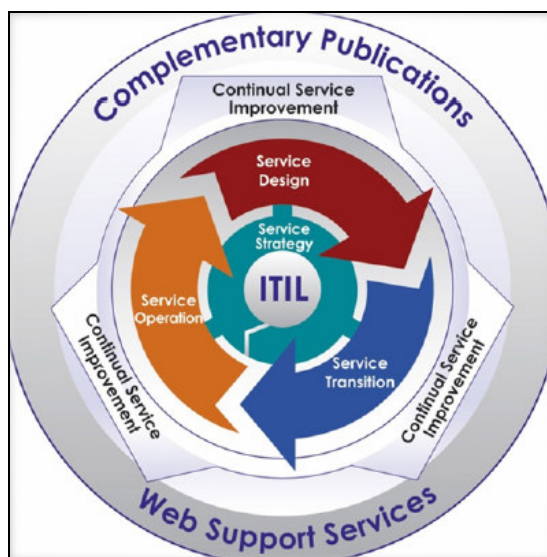 Complementary Publications
Continual Service
Improvement
Service
Design
Service
Strategy
ITIL
Service
Operation
Service
Transition
Continual Service
Improvement
Continual Service
Improvement
Web Support Services